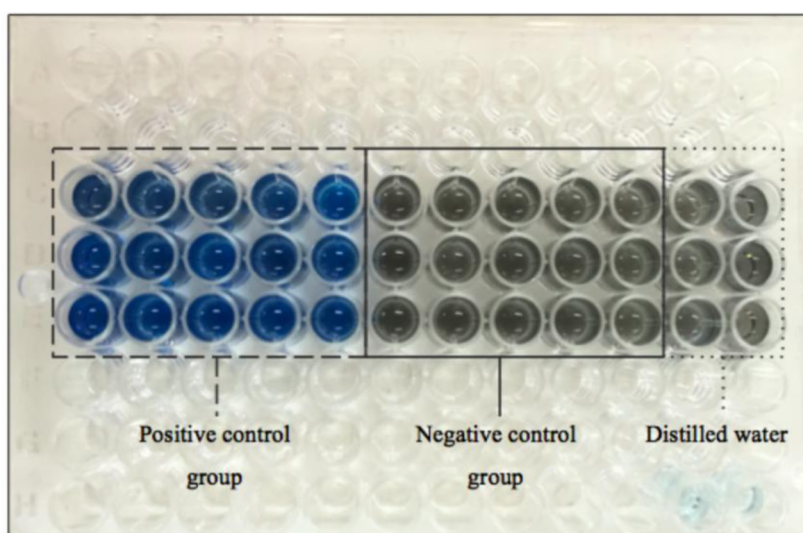 Positive control
group
Negative control
group
Distilled water